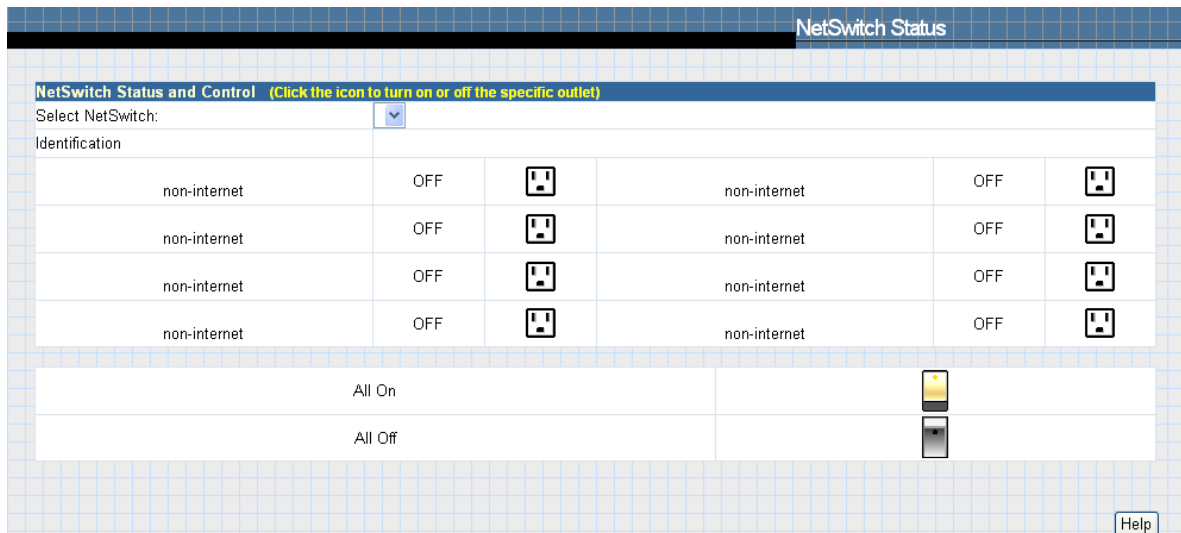 NetSwitch Status
NetSwitch Status and Control (Click the icon to turn on or off the specific outlet)
Select NetSwitch:
Identification
non-internet OFF non-internet OFF
non-internet OFF non-internet OFF
non-internet OFF non-internet OFF
non-internet OFF non-internet OFF
All On
All Off
Help